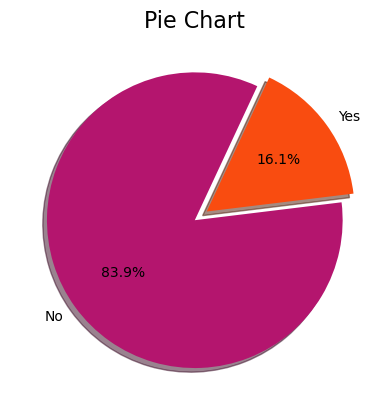 Pie Chart
Yes
16.1%
83.9%
No